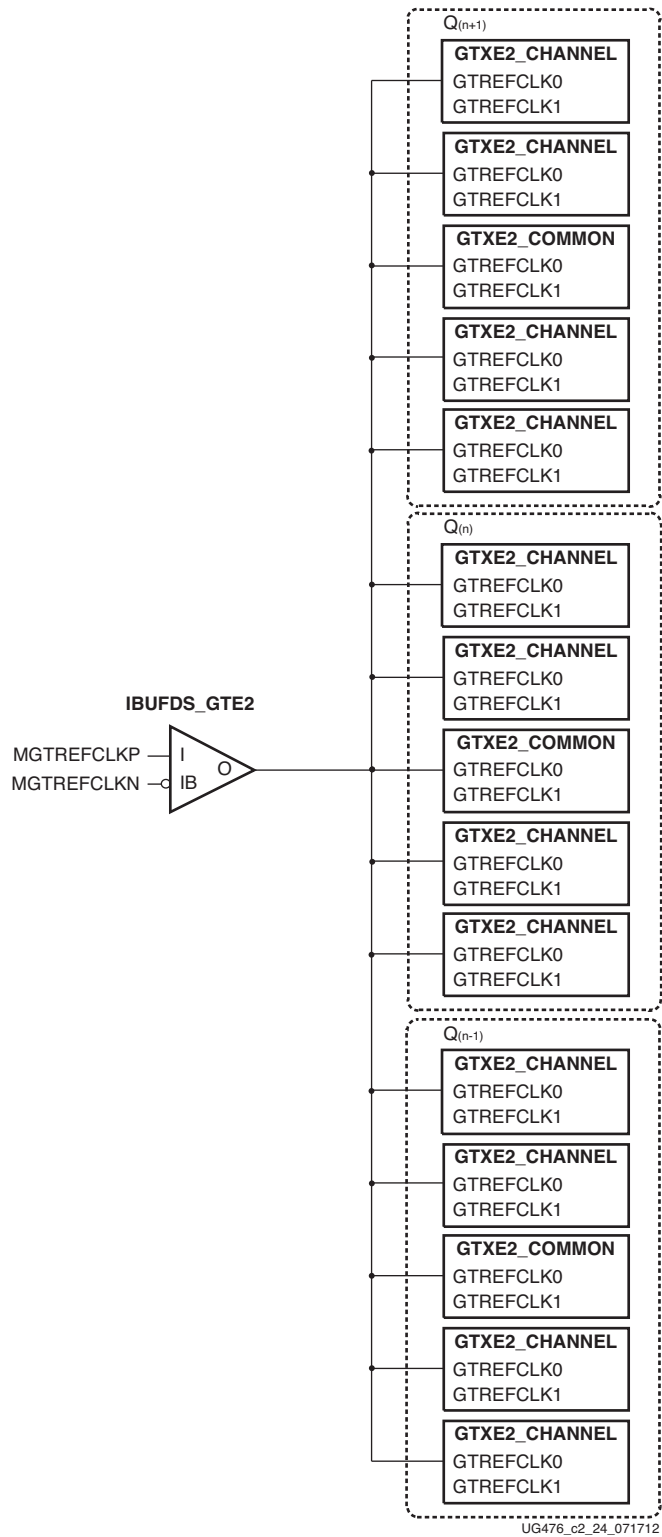 Q(n+1)
GTXE2_CHANNEL
GTREFCLK0
GTREFCLK1
GTXE2_CHANNEL
GTREFCLK0
GTREFCLK1
GTXE2_COMMON
GTREFCLK0
GTREFCLK1
GTXE2_CHANNEL
GTREFCLK0
GTREFCLK1
GTXE2_CHANNEL
GTREFCLK0
GTREFCLK1
Q(n)
GTXE2_CHANNEL
GTREFCLK0
GTREFCLK1
GTXE2_CHANNEL
GTREFCLK0
GTREFCLK1
IBUFDS_GTE2
MGTREFCLKP
I
O
MGTREFCLKN
IB
GTXE2_COMMON
GTREFCLK0
GTREFCLK1
GTXE2_CHANNEL
GTREFCLK0
GTREFCLK1
GTXE2_CHANNEL
GTREFCLK0
GTREFCLK1
Q(n-1)
GTXE2_CHANNEL
GTREFCLK0
GTREFCLK1
GTXE2_CHANNEL
GTREFCLK0
GTREFCLK1
GTXE2_COMMON
GTREFCLK0
GTREFCLK1
GTXE2_CHANNEL
GTREFCLK0
GTREFCLK1
GTXE2_CHANNEL
GTREFCLK0
GTREFCLK1
UG476_c2_24_071712